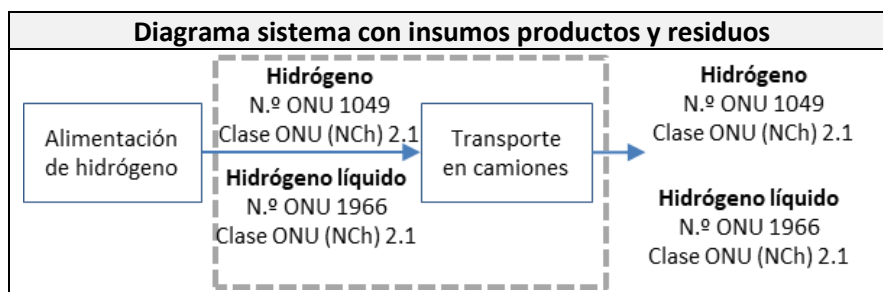 Diagrama sistema con insumos productos y residuos
Alimentación
de hidrógeno
Hidrógeno
N.º ONU 1049
Clase ONU (NCh) 2.1
Hidrógeno líquido
N.º ONU 1966
Clase ONU (NCh) 2.1
Transporte
en camiones
Hidrógeno
N.º ONU 1049
Clase ONU (NCh) 2.1
Hidrógeno líquido
N.º ONU 1966
Clase ONU (NCh) 2.1